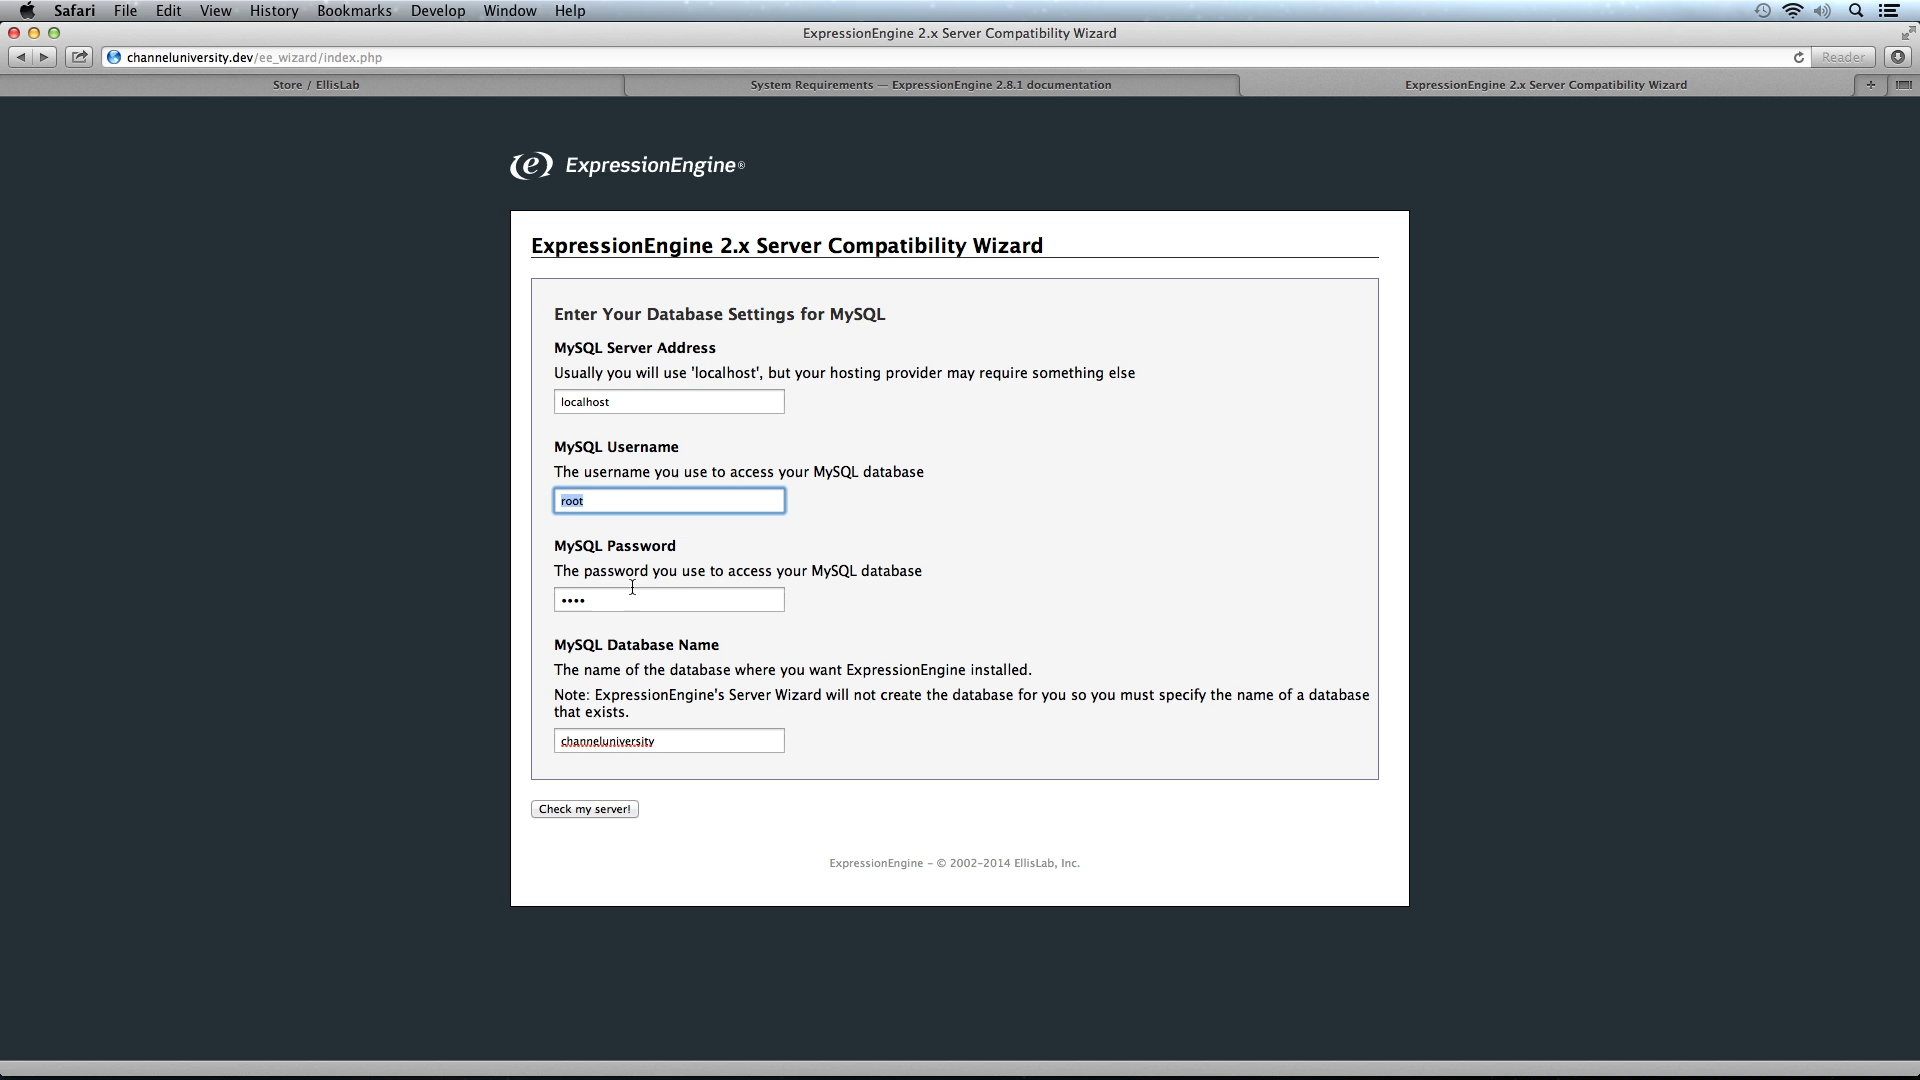 Safari File Edit View History Bookmarks Develop Window Help
ExpressionEngine 2.x Server Compatibility Wizard
channeluniversity.dev/ee_wizard/index.php
Reader
Store / EllisLab
System Requirements — ExpressionEngine 2.8.1 documentation
ExpressionEngine 2.x Server Compatibility Wizard
+
(e) ExpressionEngine®
ExpressionEngine 2.x Server Compatibility Wizard
Enter Your Database Settings for MySQL
MySQL Server Address
Usually you will use 'localhost', but your hosting provider may require something else
localhost
MySQL Username
The username you use to access your MySQL database
root
MySQL Password
The password you use to access your MySQL database
••••
MySQL Database Name
The name of the database where you want ExpressionEngine installed.
Note: ExpressionEngine's Server Wizard will not create the database for you so you must specify the name of a database
that exists.
channeluniversity
Check my server!
ExpressionEngine - © 2002-2014 EllisLab, Inc.